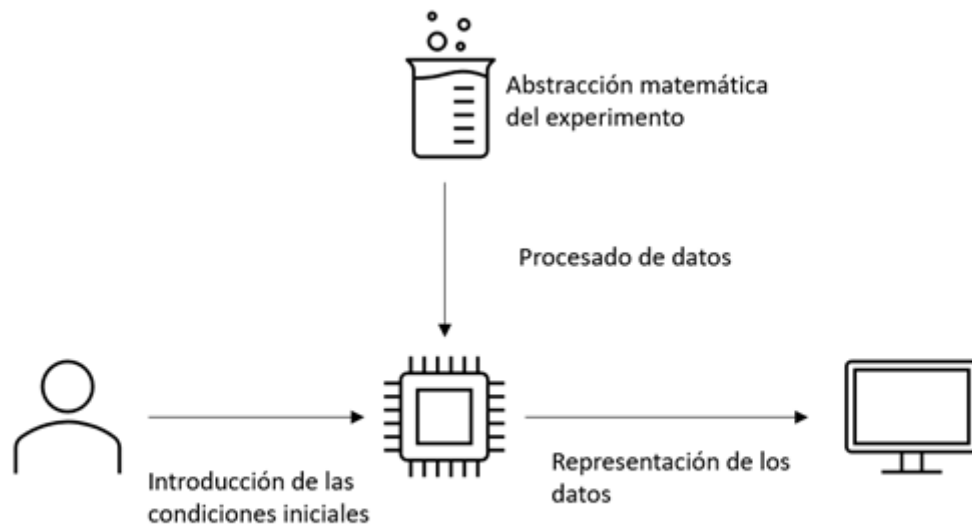 Abstracción matemática
del experimento
Procesado de datos
Introducción de las
condiciones iniciales
Representación de los
datos